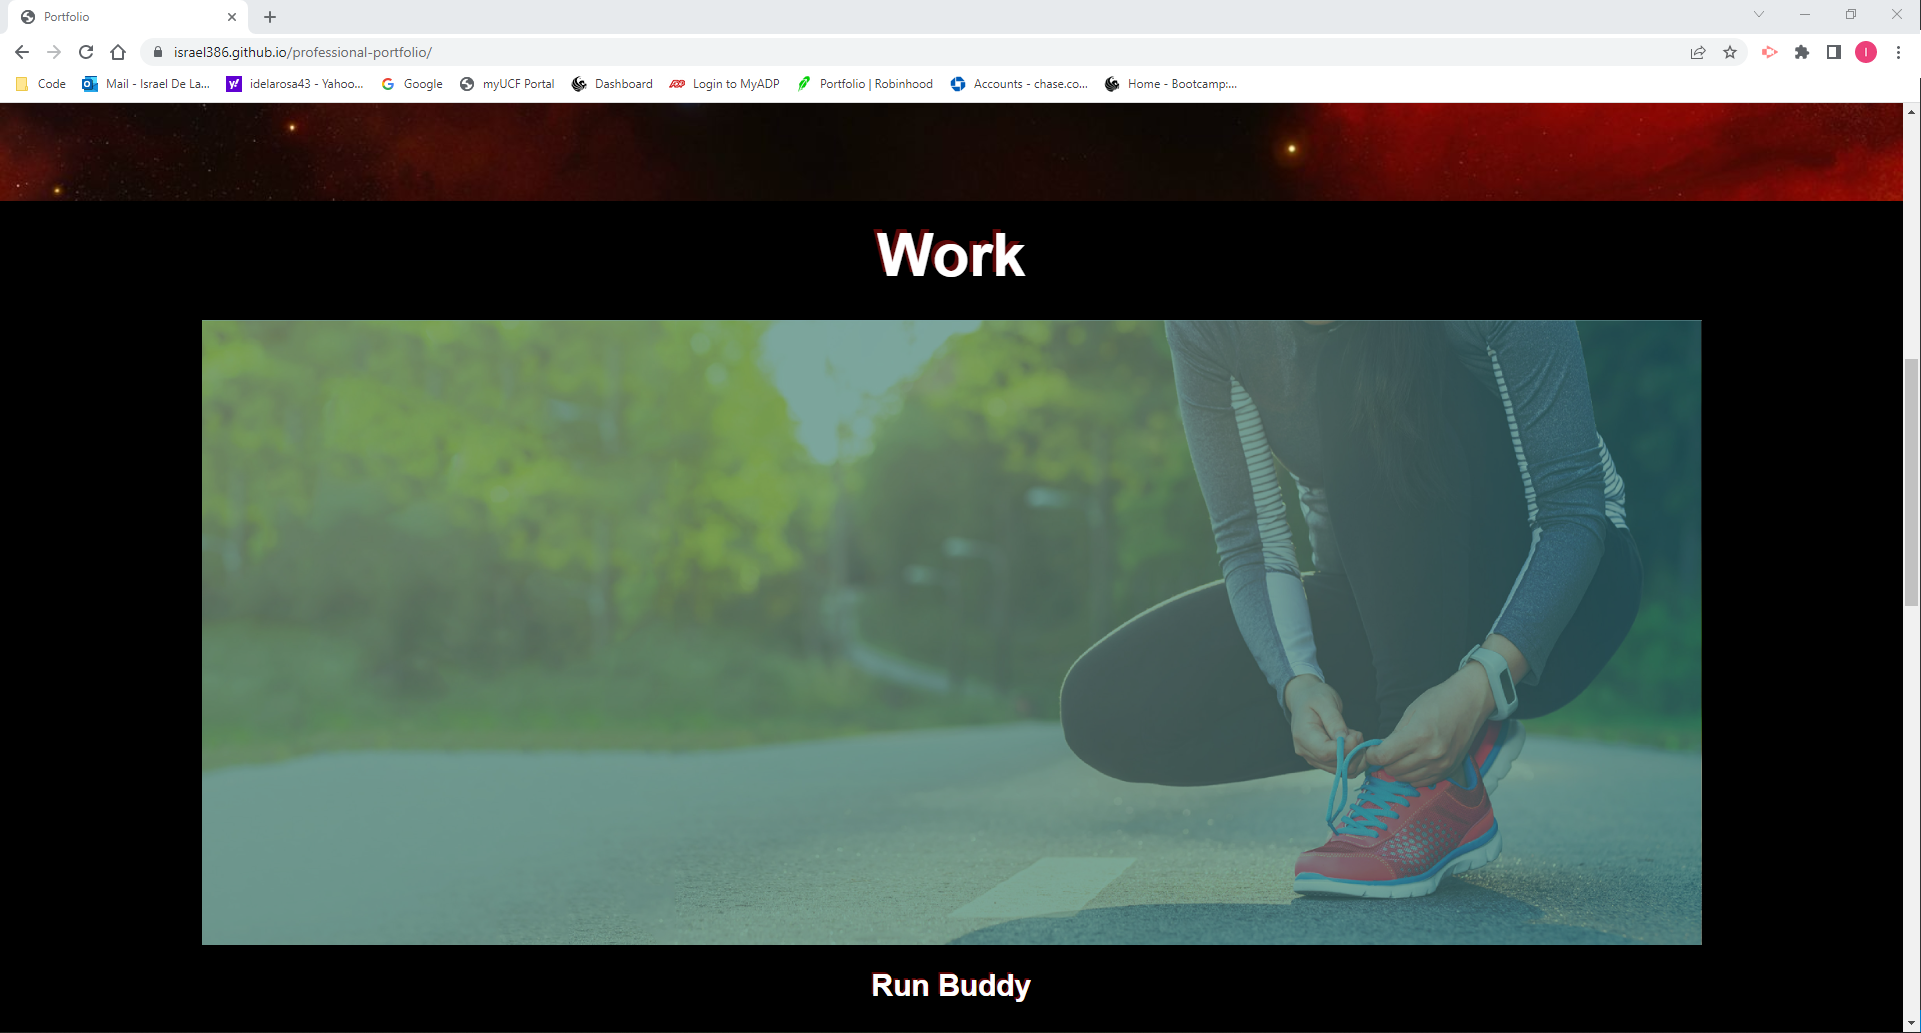 Portfolio
israel386.github.io/professional-portfolio/
I
Code
Mail - Israel De La...
idelarosa43 - Yahoo...
Google
myUCF Portal
Dashboard
Login to MyADP
Portfolio | Robinhood
Accounts - chase.co...
Home - Bootcamp:...
Work
Run Buddy